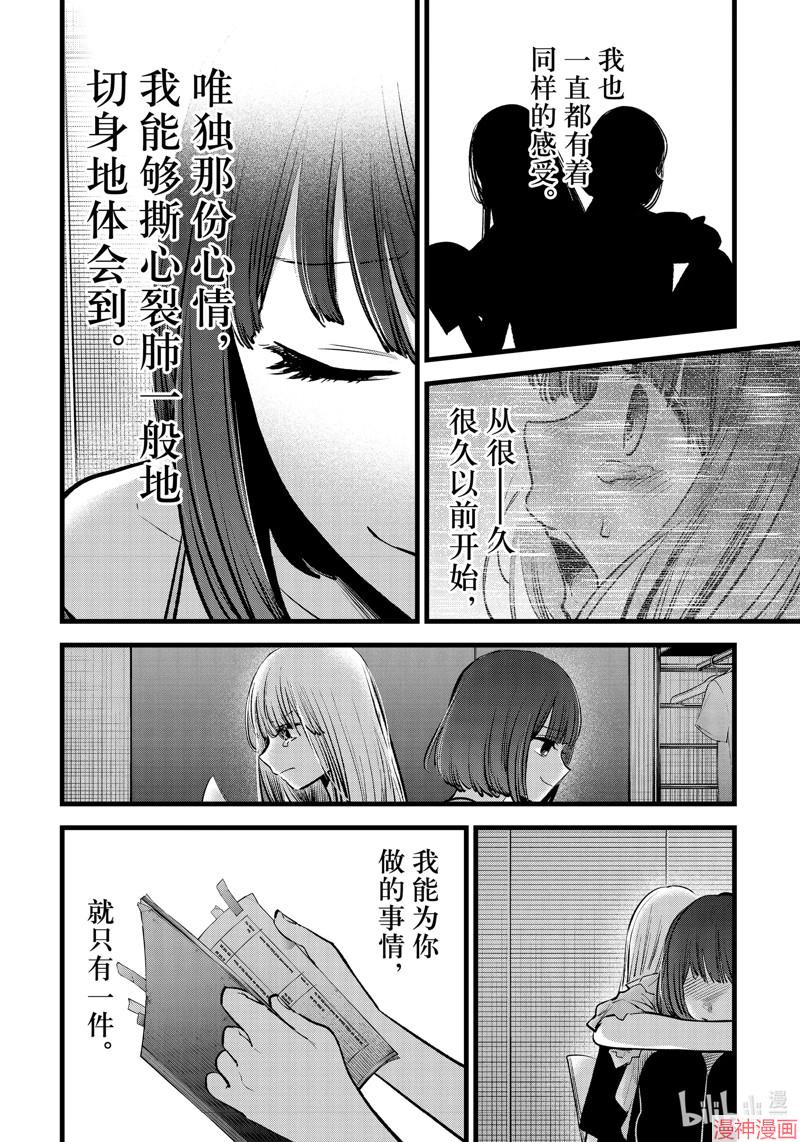 我也
一直都有着
同样的感受。
唯独那份心情，
我能够撕心裂肺一般地
切身地体会到。
从很——久
很久以前开始，
我能为你
做的事情，
就只有一件。
bilibili 漫
漫神漫画